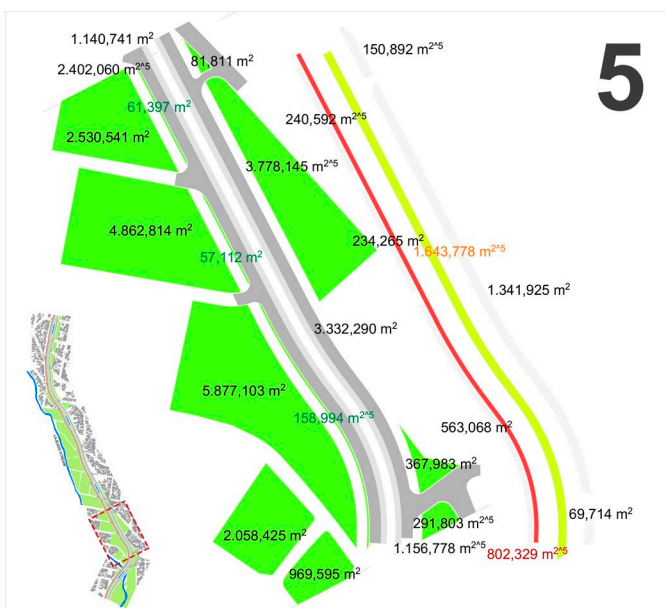 5
1.140,741 m²
150,892 m²^5
81,811 m²
2.402,060 m²^5
61,397 m²
240,592 m²^5
2.530,541 m²
3.778,145 m²^5
4.862,814 m²
234,265 m²
57,112 m²
1.643,778 m²^5
1.341,925 m²
3.332,290 m²
5.877,103 m²
158,994 m²^5
563,068 m²
367,983 m²
2.058,425 m²
291,803 m²^5
69,714 m²
1.156,778 m²^5
802,329 m²^5
969,595 m²